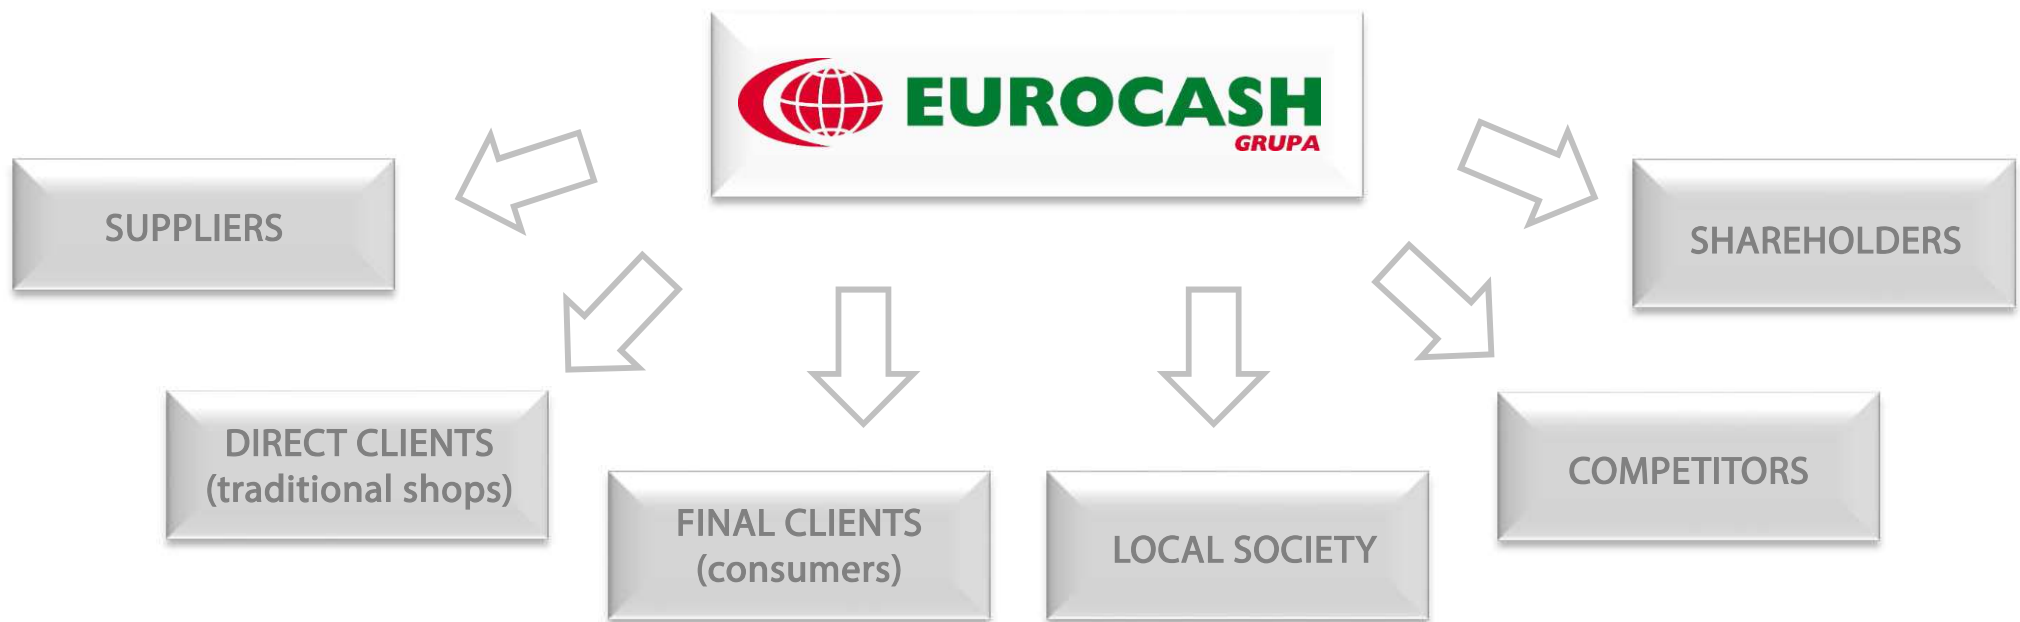 EUROCASH
GRUPA
SUPPLIERS
SHAREHOLDERS
DIRECT CLIENTS
(traditional shops)
COMPETITORS
FINAL CLIENTS
(consumers)
LOCAL SOCIETY